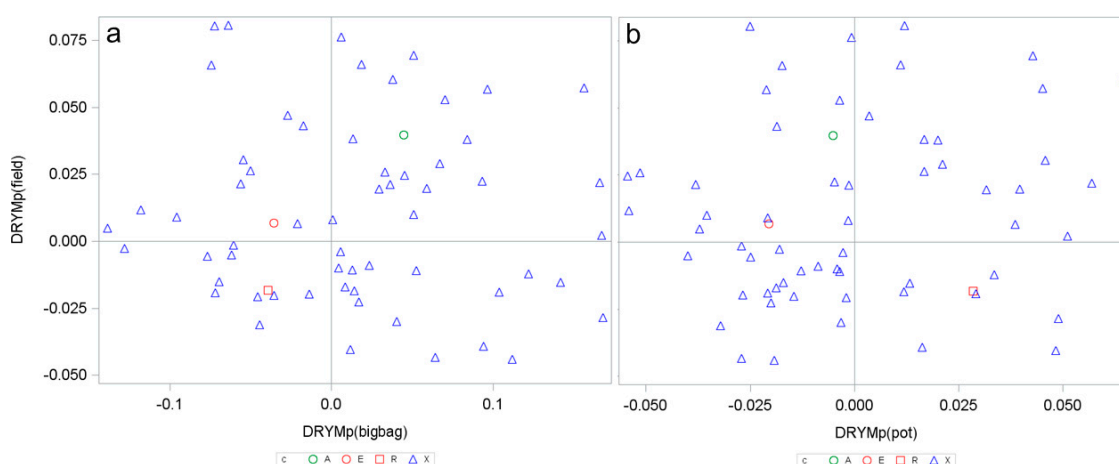 a
b
0.075
0.050
0.025
0.000
-0.025
-0.050
DRYMp(field)
-0.1 0.0 0.1
-0.050 -0.025 0.000 0.025 0.050
DRYMp(bigbag)
DRYMp(pot)
c A E R X
c A E R X